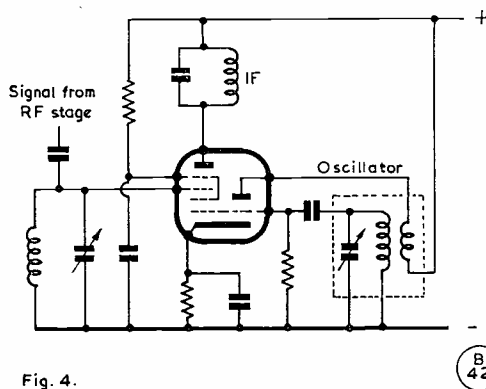 +
IF
Signal from
RF stage
Oscillator
-
Fig. 4.
B
42